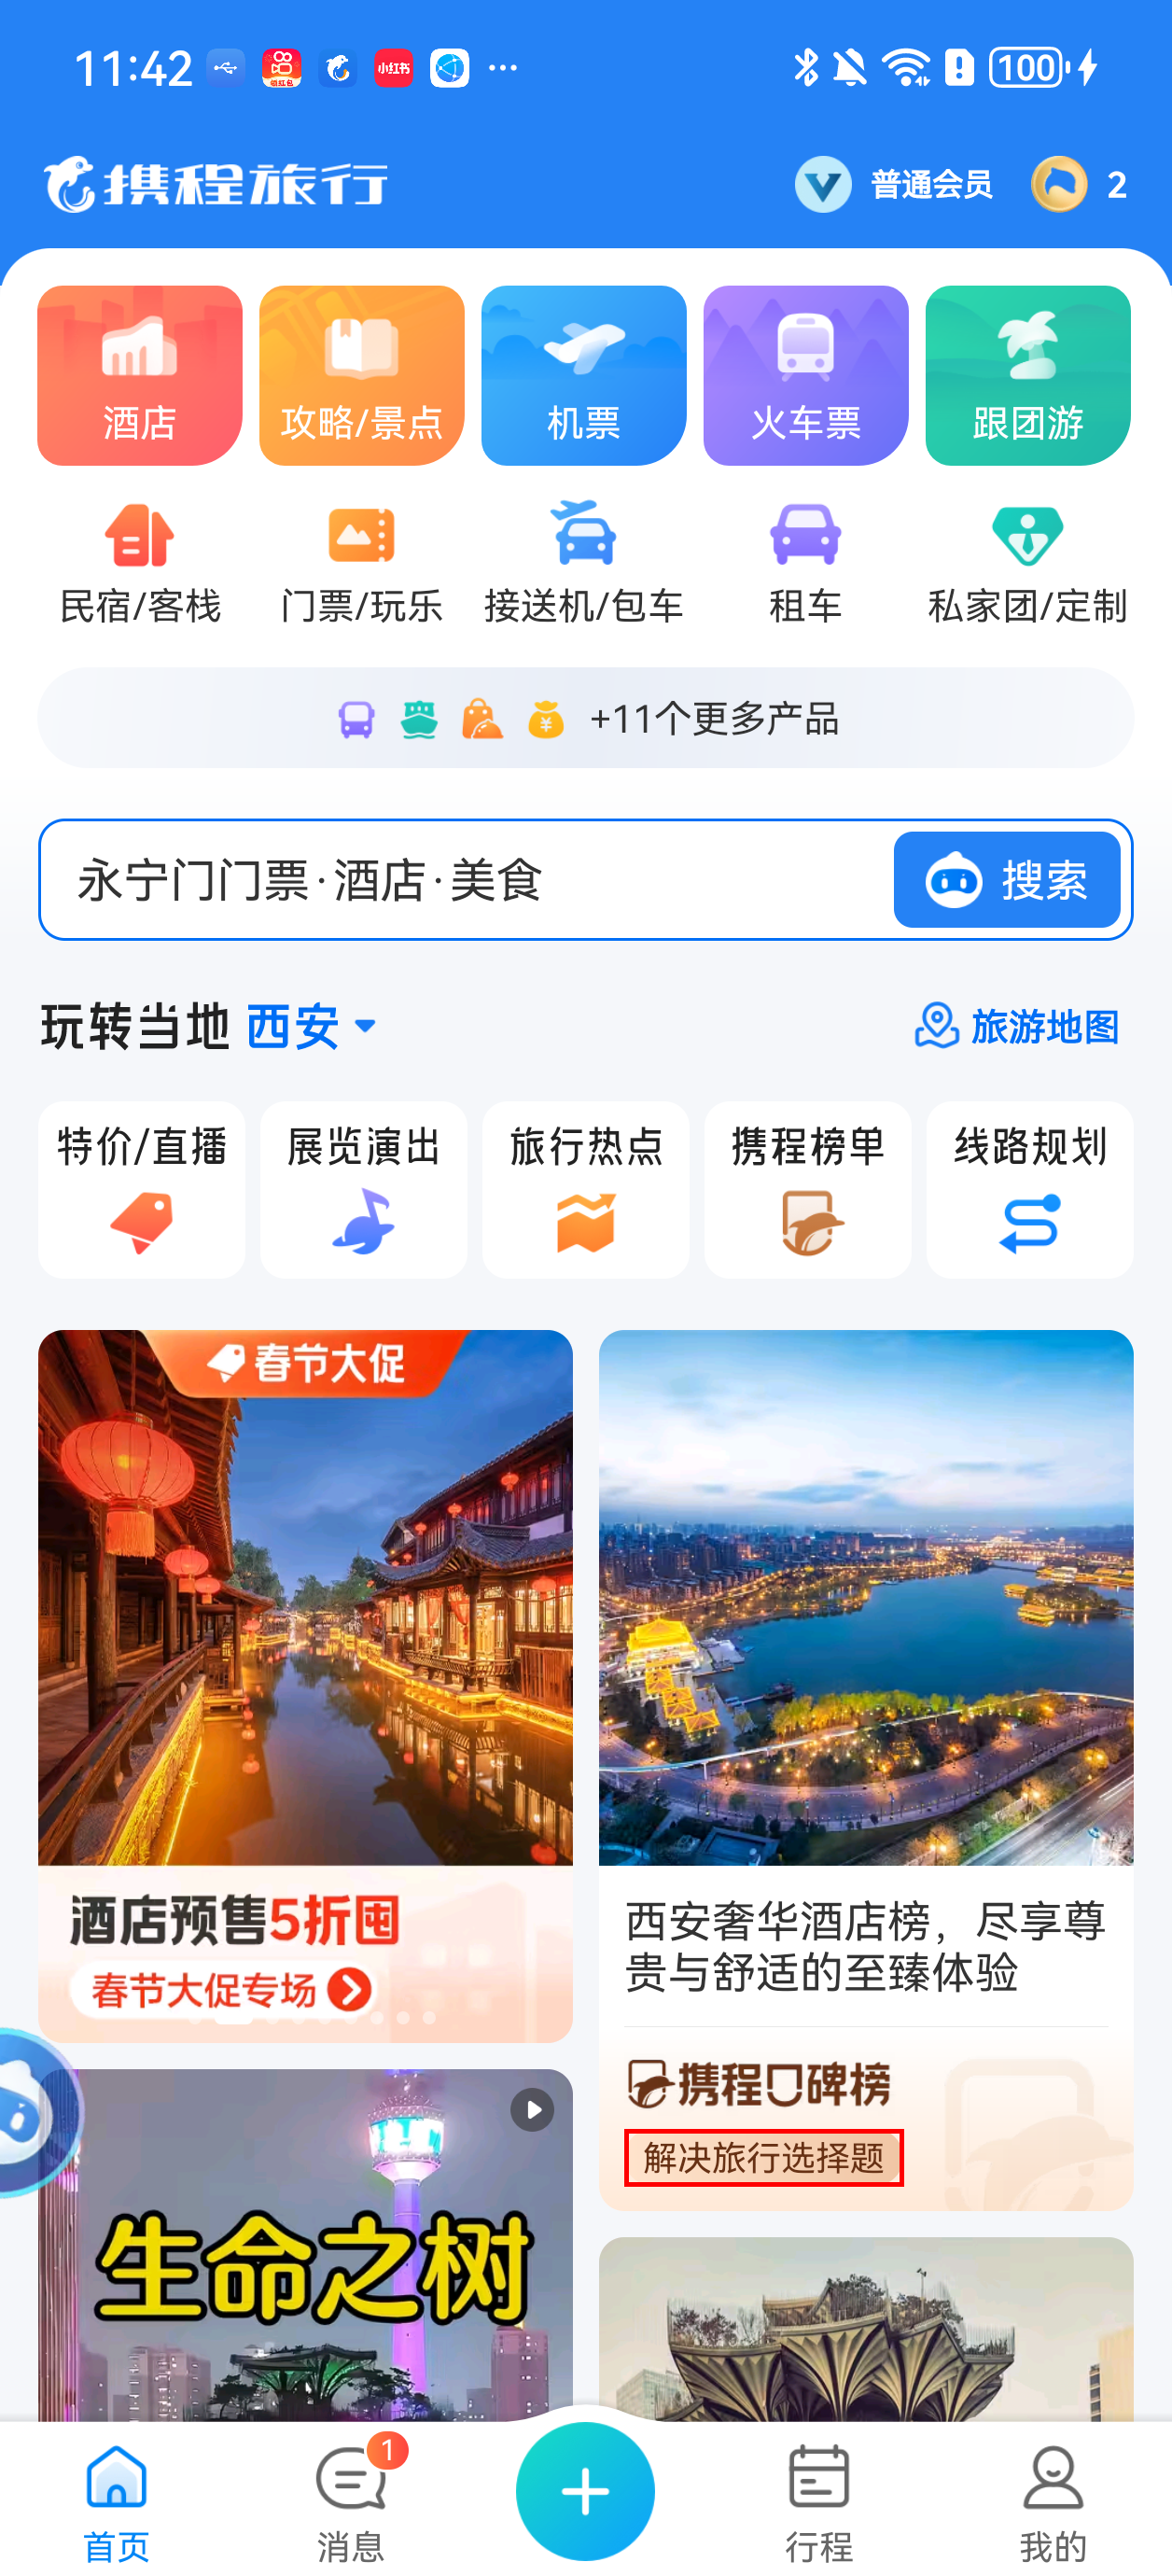 11:42
领红包
小红书
...
100
携程旅行
普通会员
2
酒店
攻略/景点
机票
火车票
跟团游
民宿/客栈
门票/玩乐
接送机/包车
租车
私家团/定制
+11个更多产品
永宁门门票·酒店·美食
搜索
玩转当地 西安
旅游地图
特价/直播
展览演出
旅行热点
携程榜单
线路规划
春节大促
酒店预售5折囤
春节大促专场
西安奢华酒店榜，尽享尊
贵与舒适的至臻体验
携程口碑榜
解决旅行选择题
生命之树
首页
消息
1
行程
我的